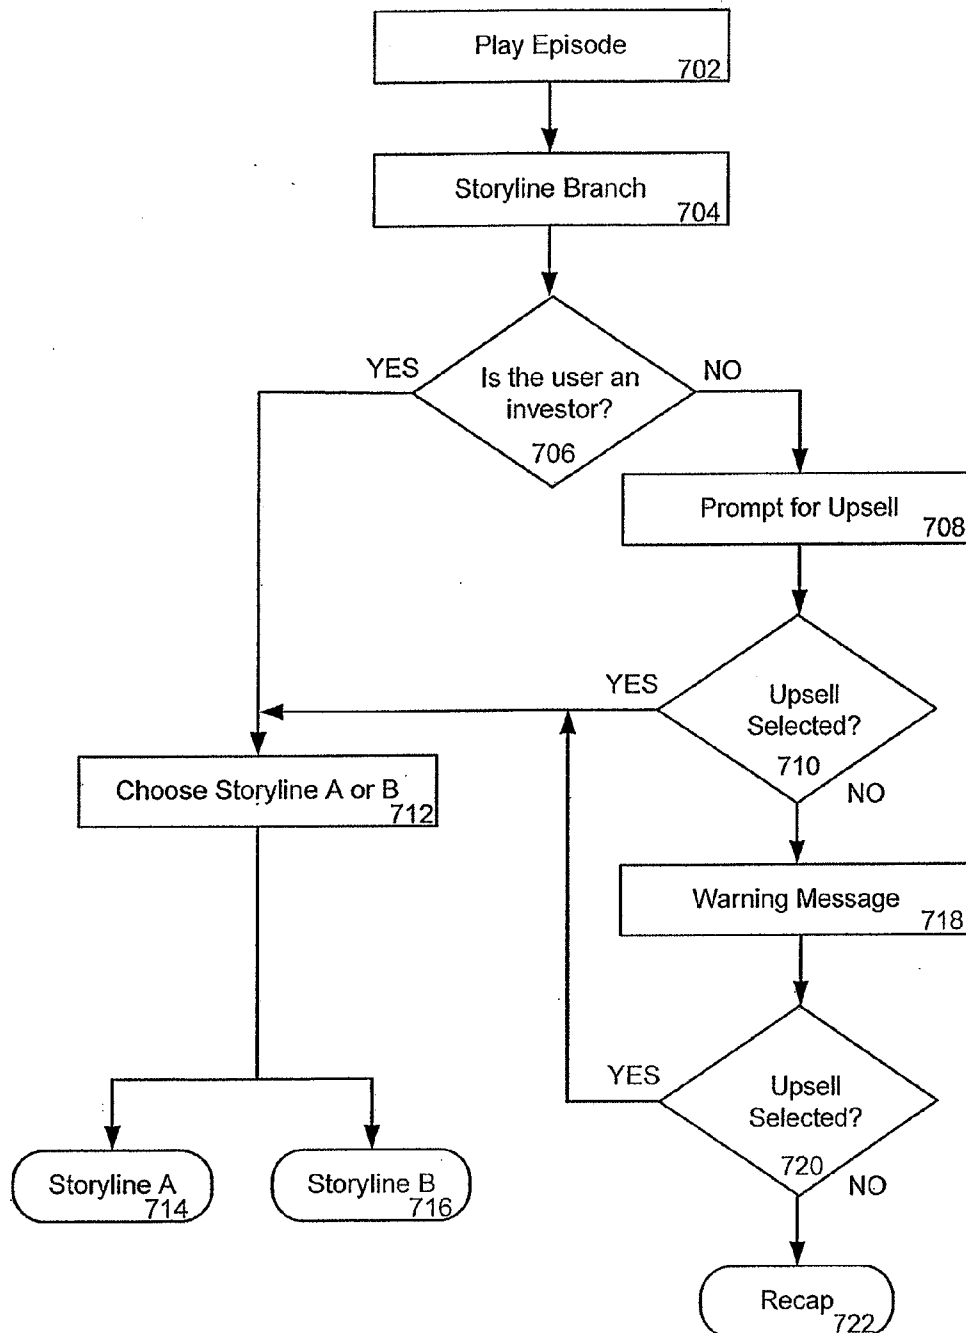 Play Episode
702
Storyline Branch
704
YES
NO
Is the user an
investor?
706
Prompt for Upsell
708
YES
Upsell
Selected?
710
NO
Choose Storyline A or B
712
Warning Message
718
YES
Upsell
Selected?
720
NO
Storyline A
714
Storyline B
716
Recap
722